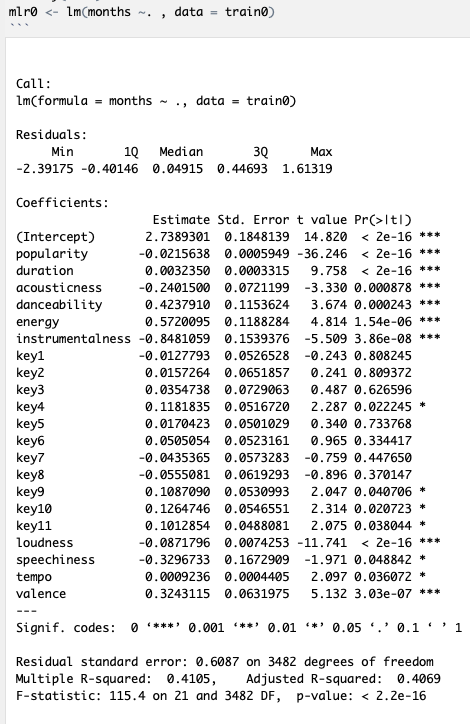 mlr0 <- lm(months ~. , data = train0)
```
Call:
lm(formula = months ~ ., data = train0)
Residuals:
     Min       1Q   Median       3Q      Max
-2.39175 -0.40146  0.04915  0.44693  1.61319
Coefficients:
                   Estimate Std. Error t value Pr(>|t|)
(Intercept)       2.7389301  0.1848139  14.820  < 2e-16 ***
popularity       -0.0215638  0.0005949 -36.246  < 2e-16 ***
duration          0.0032350  0.0003315   9.758  < 2e-16 ***
acousticness     -0.2401500  0.0721199  -3.330 0.000878 ***
danceability      0.4237910  0.1153624   3.674 0.000243 ***
energy            0.5720095  0.1188284   4.814 1.54e-06 ***
instrumentalness -0.8481059  0.1539376  -5.509 3.86e-08 ***
key1             -0.0127793  0.0526528  -0.243 0.808245
key2              0.0157264  0.0651857   0.241 0.809372
key3              0.0354738  0.0729063   0.487 0.626596
key4              0.1181835  0.0516720   2.287 0.022245 *
key5              0.0170423  0.0501029   0.340 0.733768
key6              0.0505054  0.0523161   0.965 0.334417
key7             -0.0435365  0.0573283  -0.759 0.447650
key8             -0.0555081  0.0619293  -0.896 0.370147
key9              0.1087090  0.0530993   2.047 0.040706 *
key10             0.1264746  0.0546551   2.314 0.020723 *
key11             0.1012854  0.0488081   2.075 0.038044 *
loudness         -0.0871796  0.0074253 -11.741  < 2e-16 ***
speechiness      -0.3296733  0.1672909  -1.971 0.048842 *
tempo             0.0009236  0.0004405   2.097 0.036072 *
valence           0.3243115  0.0631975   5.132 3.03e-07 ***
---
Signif. codes:  0 ‘***’ 0.001 ‘**’ 0.01 ‘*’ 0.05 ‘.’ 0.1 ‘ ’ 1
Residual standard error: 0.6087 on 3482 degrees of freedom
Multiple R-squared:  0.4105,	Adjusted R-squared:  0.4069
F-statistic: 115.4 on 21 and 3482 DF,  p-value: < 2.2e-16